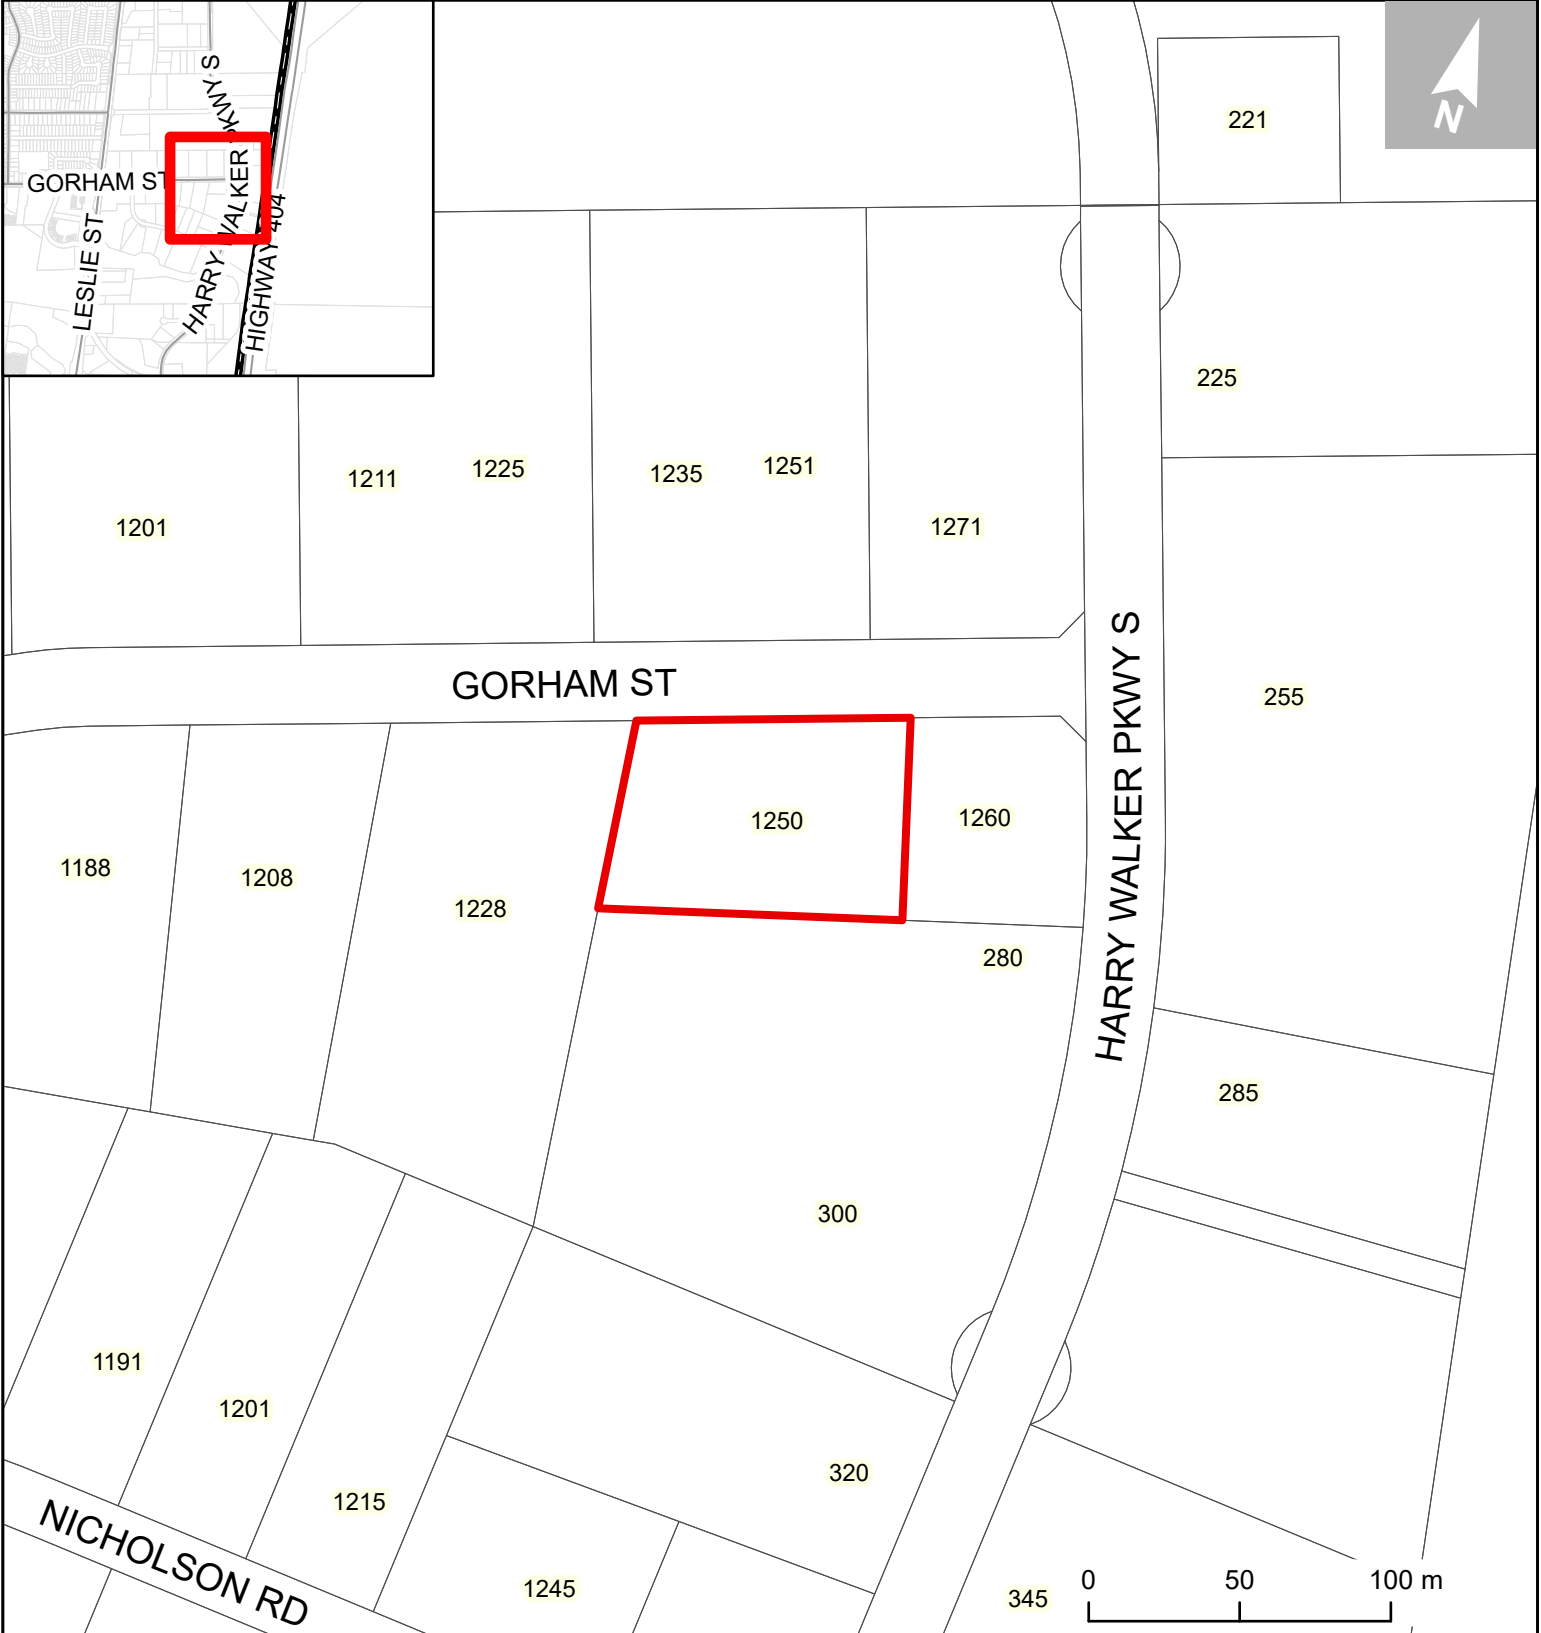 PKWY S
GORHAM ST
HARRY WALKER
LESLIE ST
HIGHWAY 404
N
221
225
1211
1225
1235
1251
1201
1271
GORHAM ST
HARRY WALKER PKWY S
255
1250
1260
1188
1208
1228
280
285
300
1191
1201
320
1215
NICHOLSON RD
1245
345
0 50 100 m